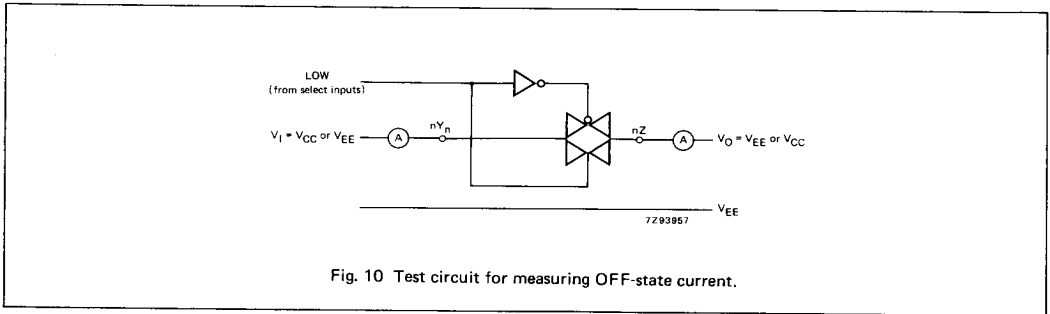 LOW
(from select inputs)
V_I = V_CC or V_EE
A
nY_n
nZ
A
V_O = V_EE or V_CC
V_EE
7Z93957
Fig. 10 Test circuit for measuring OFF-state current.